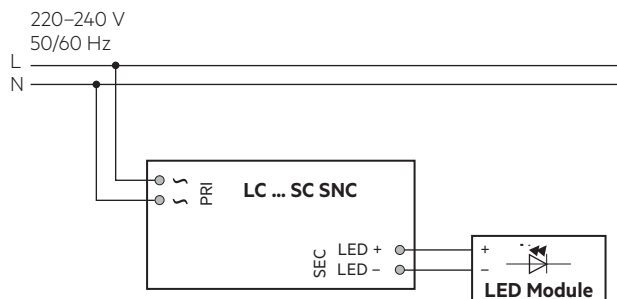 220–240 V
50/60 Hz
L
N
~ PRI
~
LC ... SC SNC
SEC
LED +
LED –
+
–
LED Module